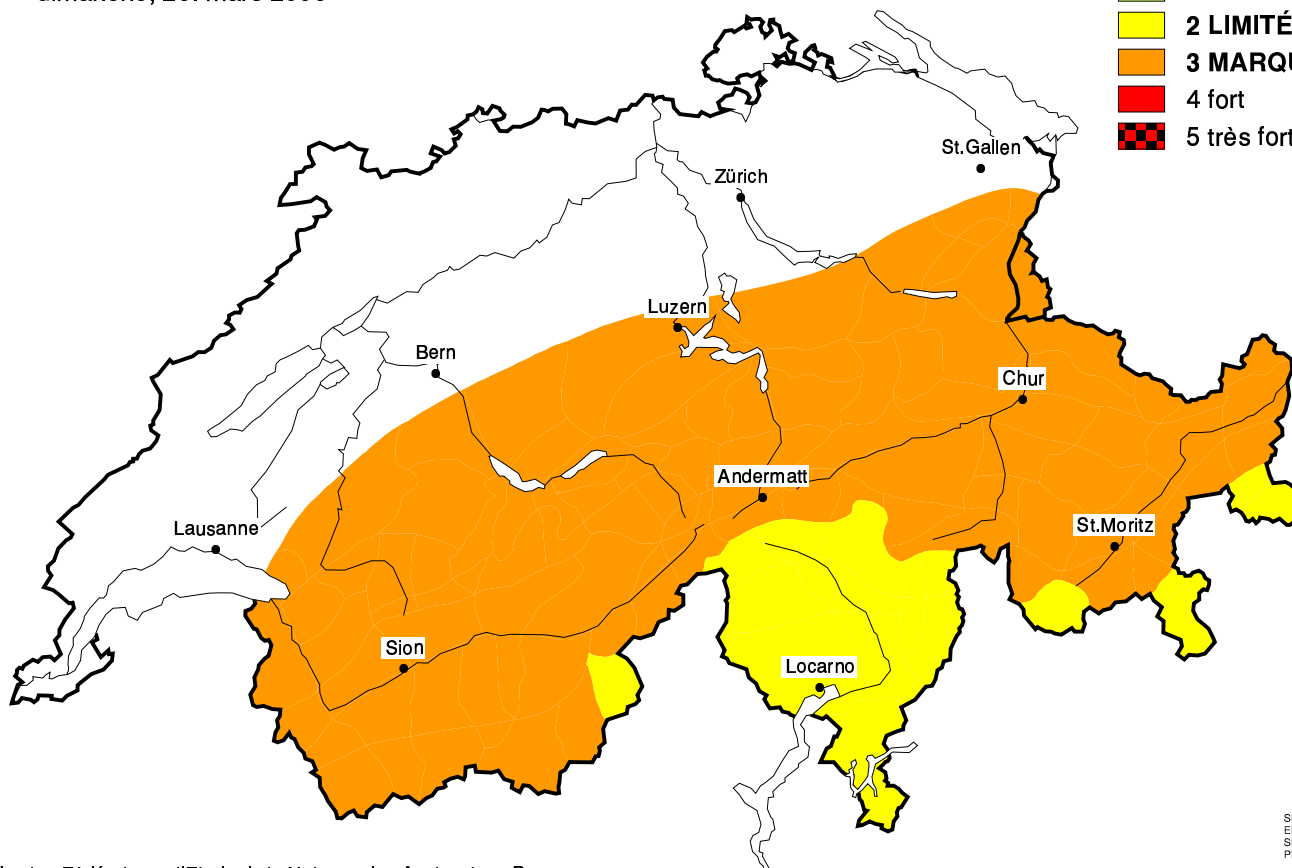 2 LIMITÉ
3 MARQU
4 fort
5 très fort
St.Gallen
Zürich
Luzern
Bern
Chur
Andermatt
Lausanne
St.Moritz
Sion
Locarno